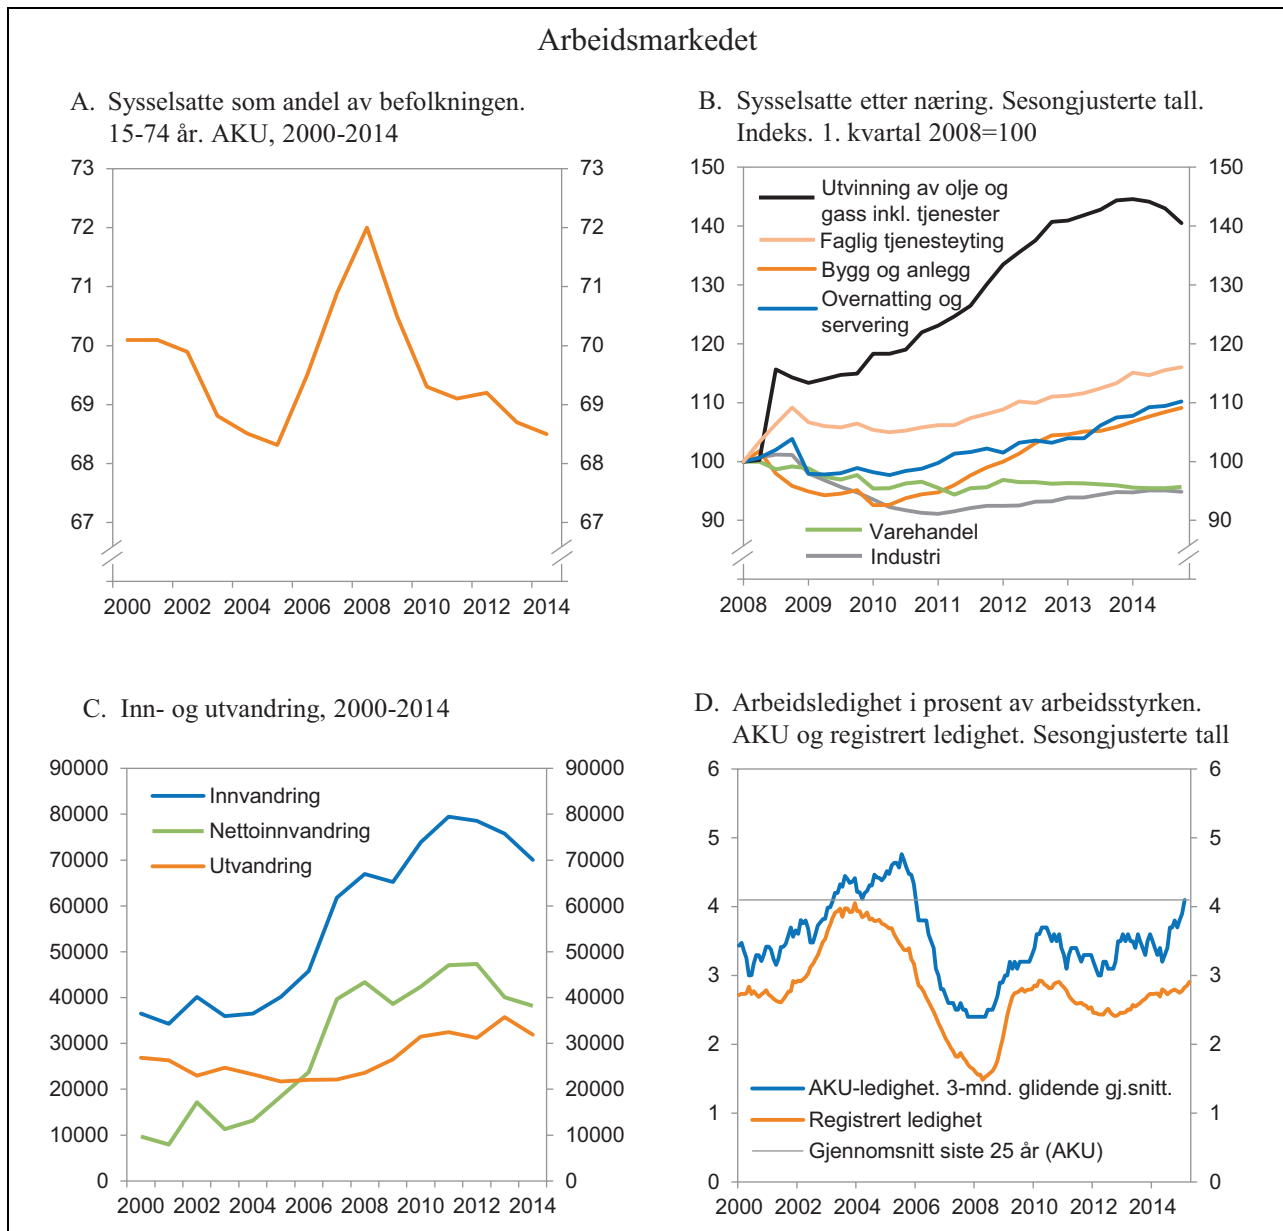 Arbeidsmarkedet
A. Sysselsatte som andel av befolkningen.
15-74 år. AKU, 2000-2014
73
72
71
70
69
68
67
73
72
71
70
69
68
67
2000 2002 2004 2006 2008 2010 2012 2014
B. Sysselsatte etter næring. Sesongjusterte tall.
Indeks. 1. kvartal 2008=100
150
140
130
120
110
100
90
150
140
130
120
110
100
90
Utvinning av olje og
gass inkl. tjenester
Faglig tjenesteyting
Bygg og anlegg
Overnatting og
servering
Varehandel
Industri
2008 2009 2010 2011 2012 2013 2014
C. Inn- og utvandring, 2000-2014
90000
80000
70000
60000
50000
40000
30000
20000
10000
0
90000
80000
70000
60000
50000
40000
30000
20000
10000
0
Innvandring
Nettoinnvandring
Utvandring
2000 2002 2004 2006 2008 2010 2012 2014
D. Arbeidsledighet i prosent av arbeidsstyrken.
AKU og registrert ledighet. Sesongjusterte tall
6
5
4
3
2
1
0
6
5
4
3
2
1
0
AKU-ledighet. 3-mnd. glidende gj.snitt.
Registrert ledighet
Gjennomsnitt siste 25 år (AKU)
2000 2002 2004 2006 2008 2010 2012 2014